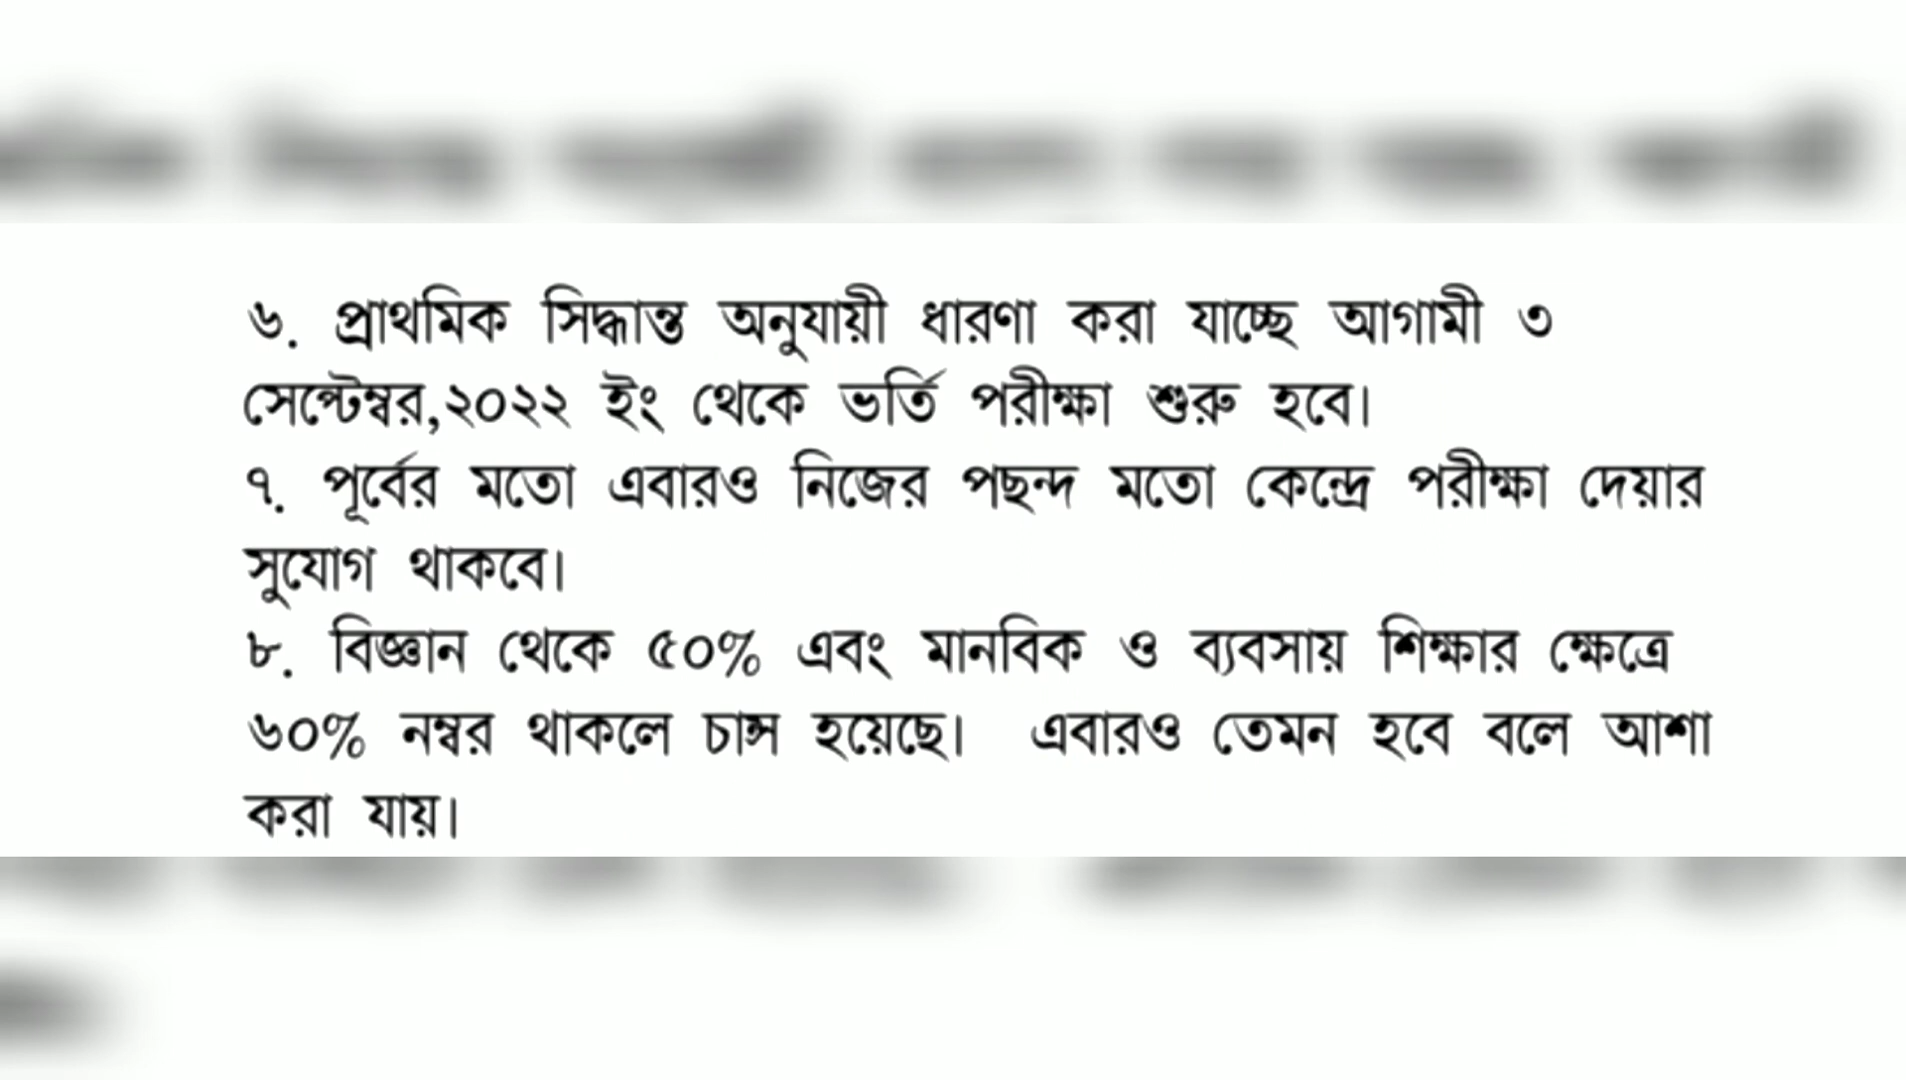 ৬. প্রাথমিক সিদ্ধান্ত অনুযায়ী ধারণা করা যাচ্ছে আগামী ৩
সেপ্টেম্বর,২০২২ ইং থেকে ভর্তি পরীক্ষা শুরু হবে।
৭. পূর্বের মতো এবারও নিজের পছন্দ মতো কেন্দ্রে পরীক্ষা দেয়ার
সুযোগ থাকবে।
৮. বিজ্ঞান থেকে ৫০% এবং মানবিক ও ব্যবসায় শিক্ষার ক্ষেত্রে
৬০% নম্বর থাকলে চান্স হয়েছে। এবারও তেমন হবে বলে আশা
করা যায়।